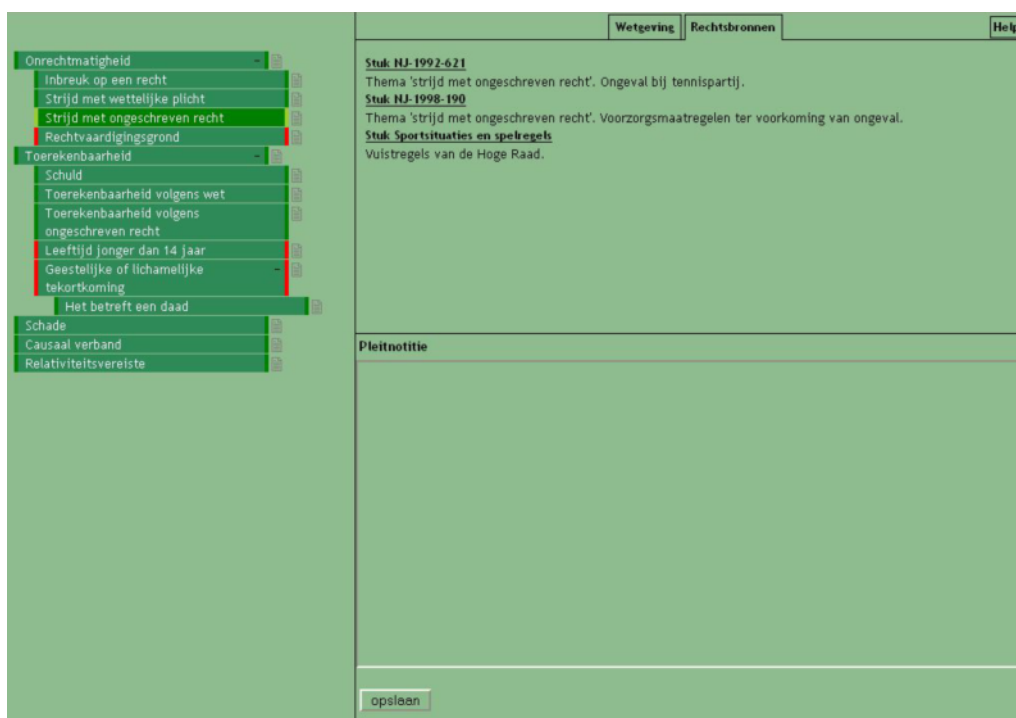 Wetgeving Rechtsbronnen Help
Onrechtmatigheid -
Inbreuk op een recht
Strijd met wettelijke plicht
Strijd met ongeschreven recht
Rechtvaardigingsgrond
Toerekenbaarheid -
Schuld
Toerekenbaarheid volgens wet
Toerekenbaarheid volgens
ongeschreven recht
Leeftijd jonger dan 14 jaar
Geestelijke of lichamelijke -
tekortkoming
Het betreft een daad
Schade
Causaal verband
Relativiteitsvereiste
Stuk NJ-1992-621
Thema 'strijd met ongeschreven recht'. Ongeval bij tennispartij.
Stuk NJ-1998-190
Thema 'strijd met ongeschreven recht'. Voorzorgsmaatregelen ter voorkoming van ongeval.
Stuk Sportsituaties en spelregels
Vuistregels van de Hoge Raad.
Pleitnotitie
opslaan